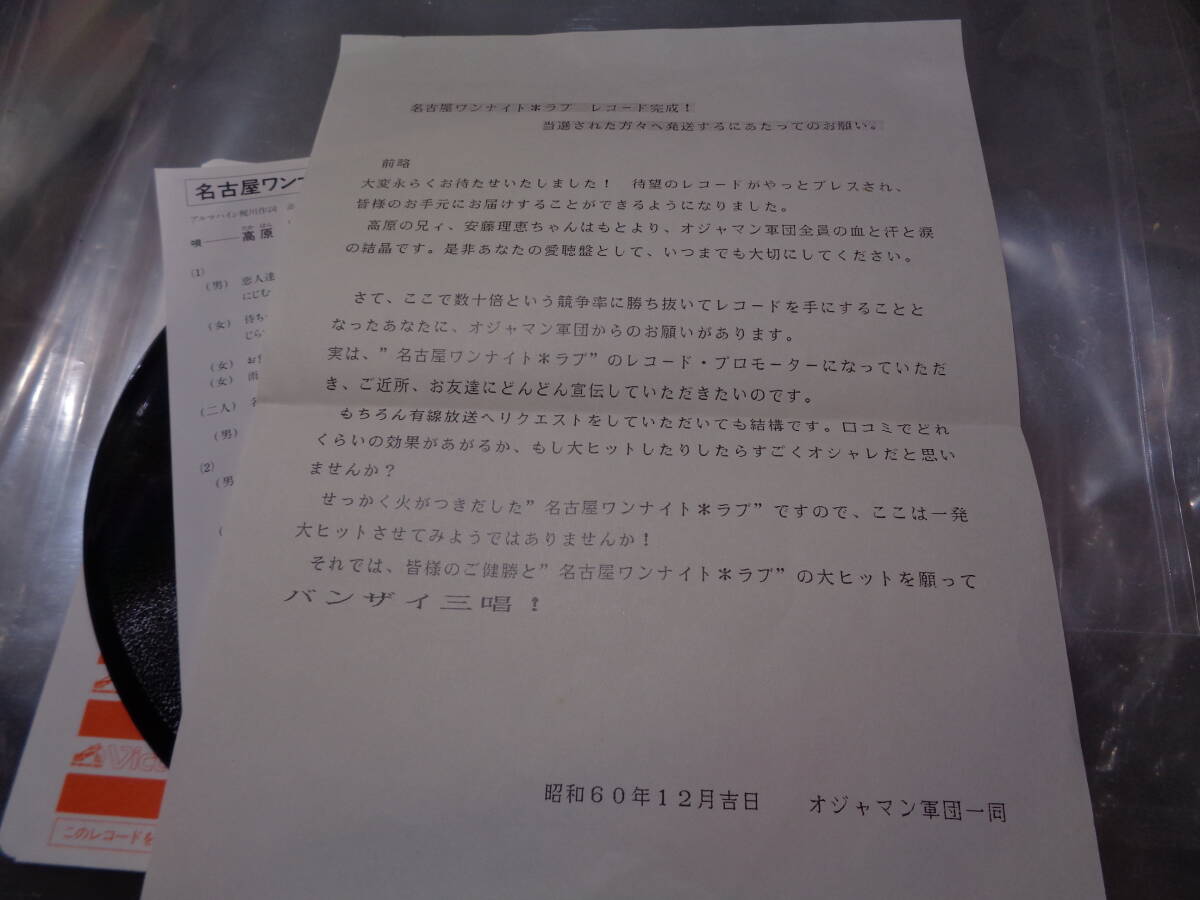 名古屋ワンナイト＊ラブ　レコード完成！
当選された方々へ発送するにあたってのお願い。
前略
大変永らくお待たせいたしました！　待望のレコードがやっとプレスされ、
皆様のお手元にお届けすることができるようになりました。
高原の兄ィ、安藤理恵ちゃんはもとより、オジャマン軍団全員の血と汗と涙
の結晶です。是非あなたの愛聴盤として、いつまでも大切にしてください。
さて、ここで数十倍という競争率に勝ち抜いてレコードを手にすることと
なったあなたに、オジャマン軍団からのお願いがあります。
実は、”名古屋ワンナイト＊ラブ”のレコード・プロモーターになっていただ
き、ご近所、お友達にどんどん宣伝していただきたいのです。
もちろん有線放送へリクエストをしていただいても結構です。口コミでどれ
くらいの効果があがるか、もし大ヒットしたりしたらすごくオシャレだと思い
ませんか？
せっかく火がつきだした”名古屋ワンナイト＊ラブ”ですので、ここは一発
大ヒットさせてみようではありませんか！
それでは、皆様のご健勝と”名古屋ワンナイト＊ラブ”の大ヒットを願って
バンザイ三唱！
昭和６０年１２月吉日　　オジャマン軍団一同
名古屋ワン
アルマハイン梶川作詞
唄――高原
(1)
(男)　恋人達
にじむ
(女)　待ち
じら
(女)　お
(女)　雨
(二人)
(男)
(2)
(男
(
Vic
このレコードを